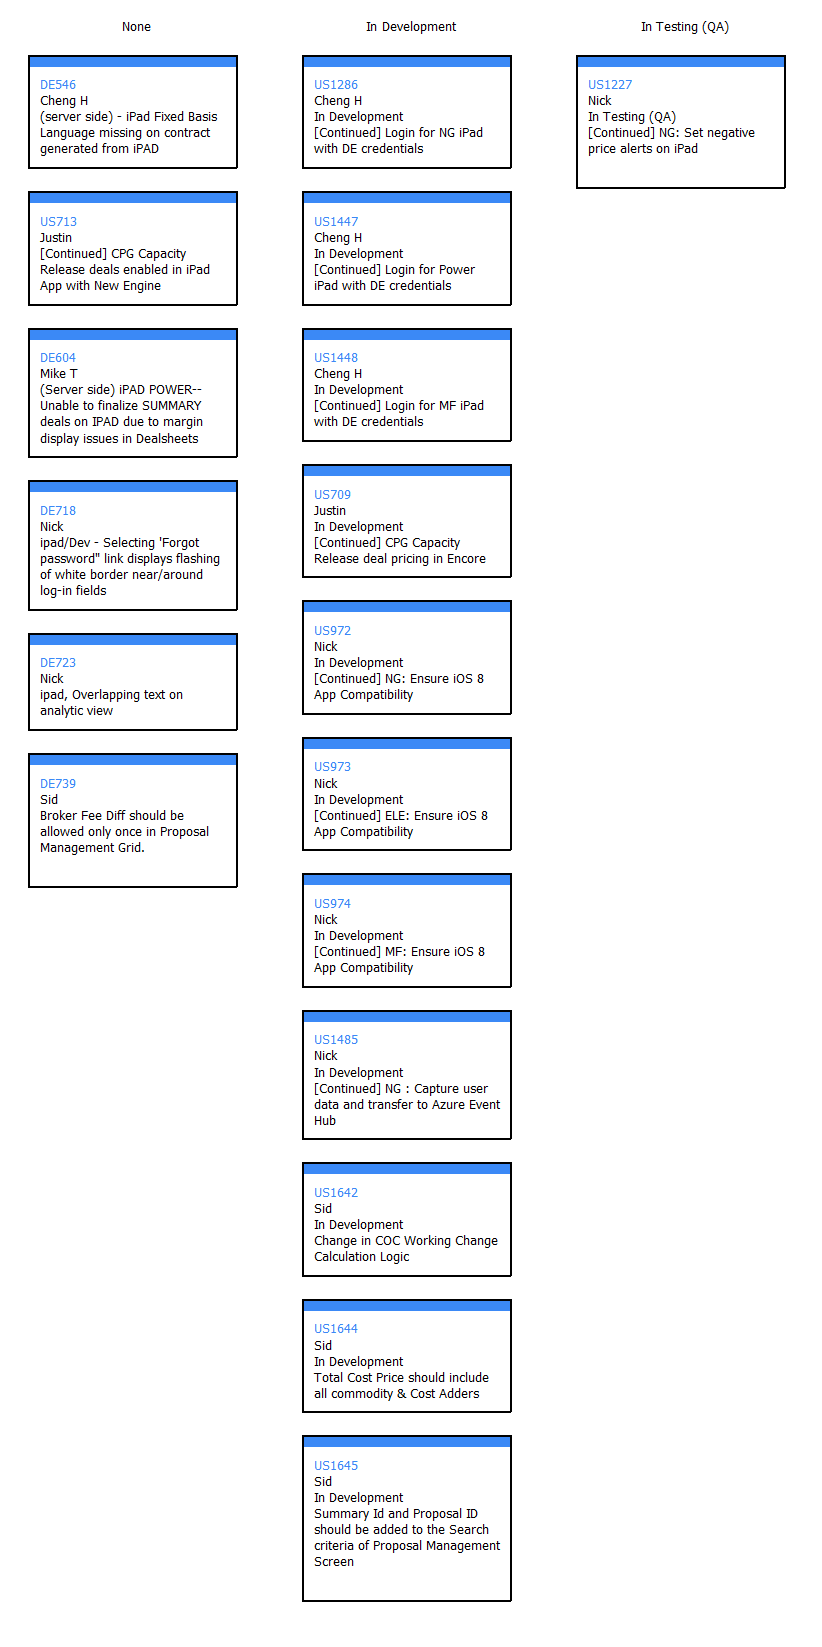 None
DE546
Cheng H
(server side) - iPad Fixed Basis
Language missing on contract
generated from iPAD
US713
Justin
[Continued] CPG Capacity
Release deals enabled in iPad
App with New Engine
DE604
Mike T
(Server side) iPAD POWER--
Unable to finalize SUMMARY
deals on IPAD due to margin
display issues in Dealsheets
DE718
Nick
ipad/Dev - Selecting 'Forgot
password" link displays flashing
of white border near/around
log-in fields
DE723
Nick
ipad, Overlapping text on
analytic view
DE739
Sid
Broker Fee Diff should be
allowed only once in Proposal
Management Grid.
In Development
US1286
Cheng H
In Development
[Continued] Login for NG iPad
with DE credentials
US1447
Cheng H
In Development
[Continued] Login for Power
iPad with DE credentials
US1448
Cheng H
In Development
[Continued] Login for MF iPad
with DE credentials
US709
Justin
In Development
[Continued] CPG Capacity
Release deal pricing in Encore
US972
Nick
In Development
[Continued] NG: Ensure iOS 8
App Compatibility
US973
Nick
In Development
[Continued] ELE: Ensure iOS 8
App Compatibility
US974
Nick
In Development
[Continued] MF: Ensure iOS 8
App Compatibility
US1485
Nick
In Development
[Continued] NG : Capture user
data and transfer to Azure Event
Hub
US1642
Sid
In Development
Change in COC Working Change
Calculation Logic
US1644
Sid
In Development
Total Cost Price should include
all commodity & Cost Adders
US1645
Sid
In Development
Summary Id and Proposal ID
should be added to the Search
criteria of Proposal Management
Screen
In Testing (QA)
US1227
Nick
In Testing (QA)
[Continued] NG: Set negative
price alerts on iPad